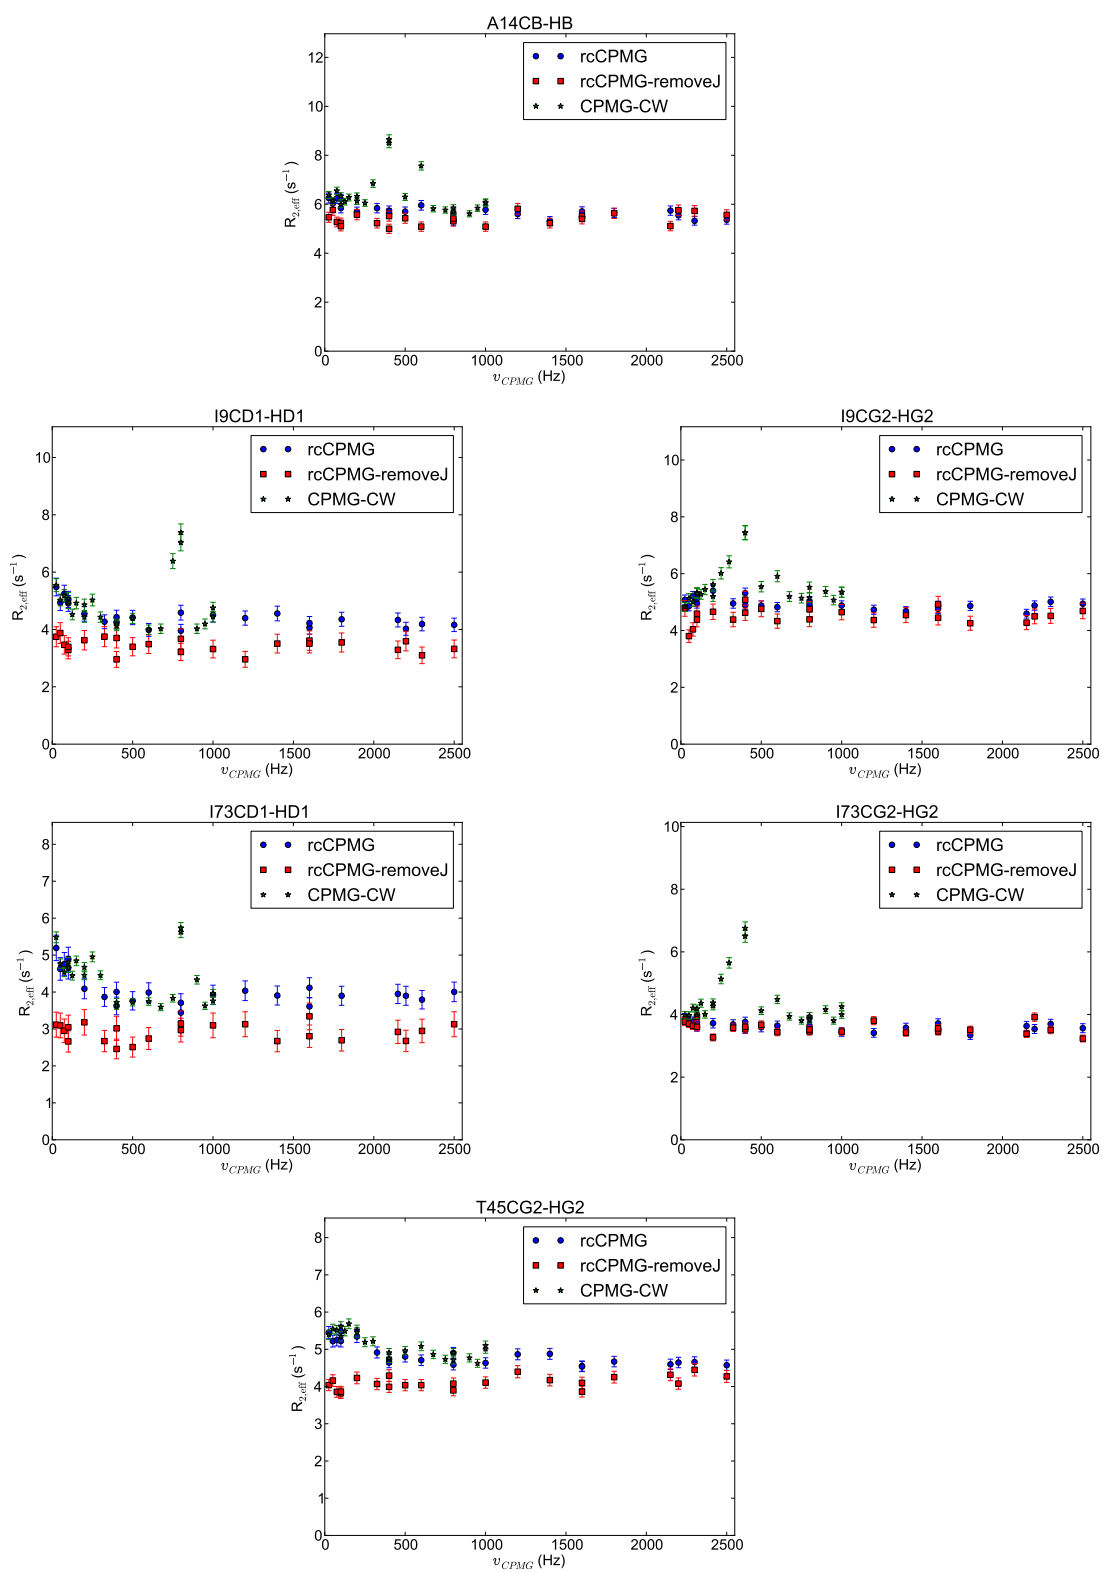 A14CB-HB
12
10
8
6
4
2
0
R2,eff (s−1)
rcCPMG
rcCPMG-removeJ
CPMG-CW
0 500 1000 1500 2000 2500
υCPMG (Hz)
I9CD1-HD1
10
8
6
4
2
0
R2,eff (s−1)
rcCPMG
rcCPMG-removeJ
CPMG-CW
0 500 1000 1500 2000 2500
υCPMG (Hz)
I9CG2-HG2
10
8
6
4
2
0
R2,eff (s−1)
rcCPMG
rcCPMG-removeJ
CPMG-CW
0 500 1000 1500 2000 2500
υCPMG (Hz)
I73CD1-HD1
8
7
6
5
4
3
2
1
0
R2,eff (s−1)
rcCPMG
rcCPMG-removeJ
CPMG-CW
0 500 1000 1500 2000 2500
υCPMG (Hz)
I73CG2-HG2
10
8
6
4
2
0
R2,eff (s−1)
rcCPMG
rcCPMG-removeJ
CPMG-CW
0 500 1000 1500 2000 2500
υCPMG (Hz)
T45CG2-HG2
8
7
6
5
4
3
2
1
0
R2,eff (s−1)
rcCPMG
rcCPMG-removeJ
CPMG-CW
0 500 1000 1500 2000 2500
υCPMG (Hz)